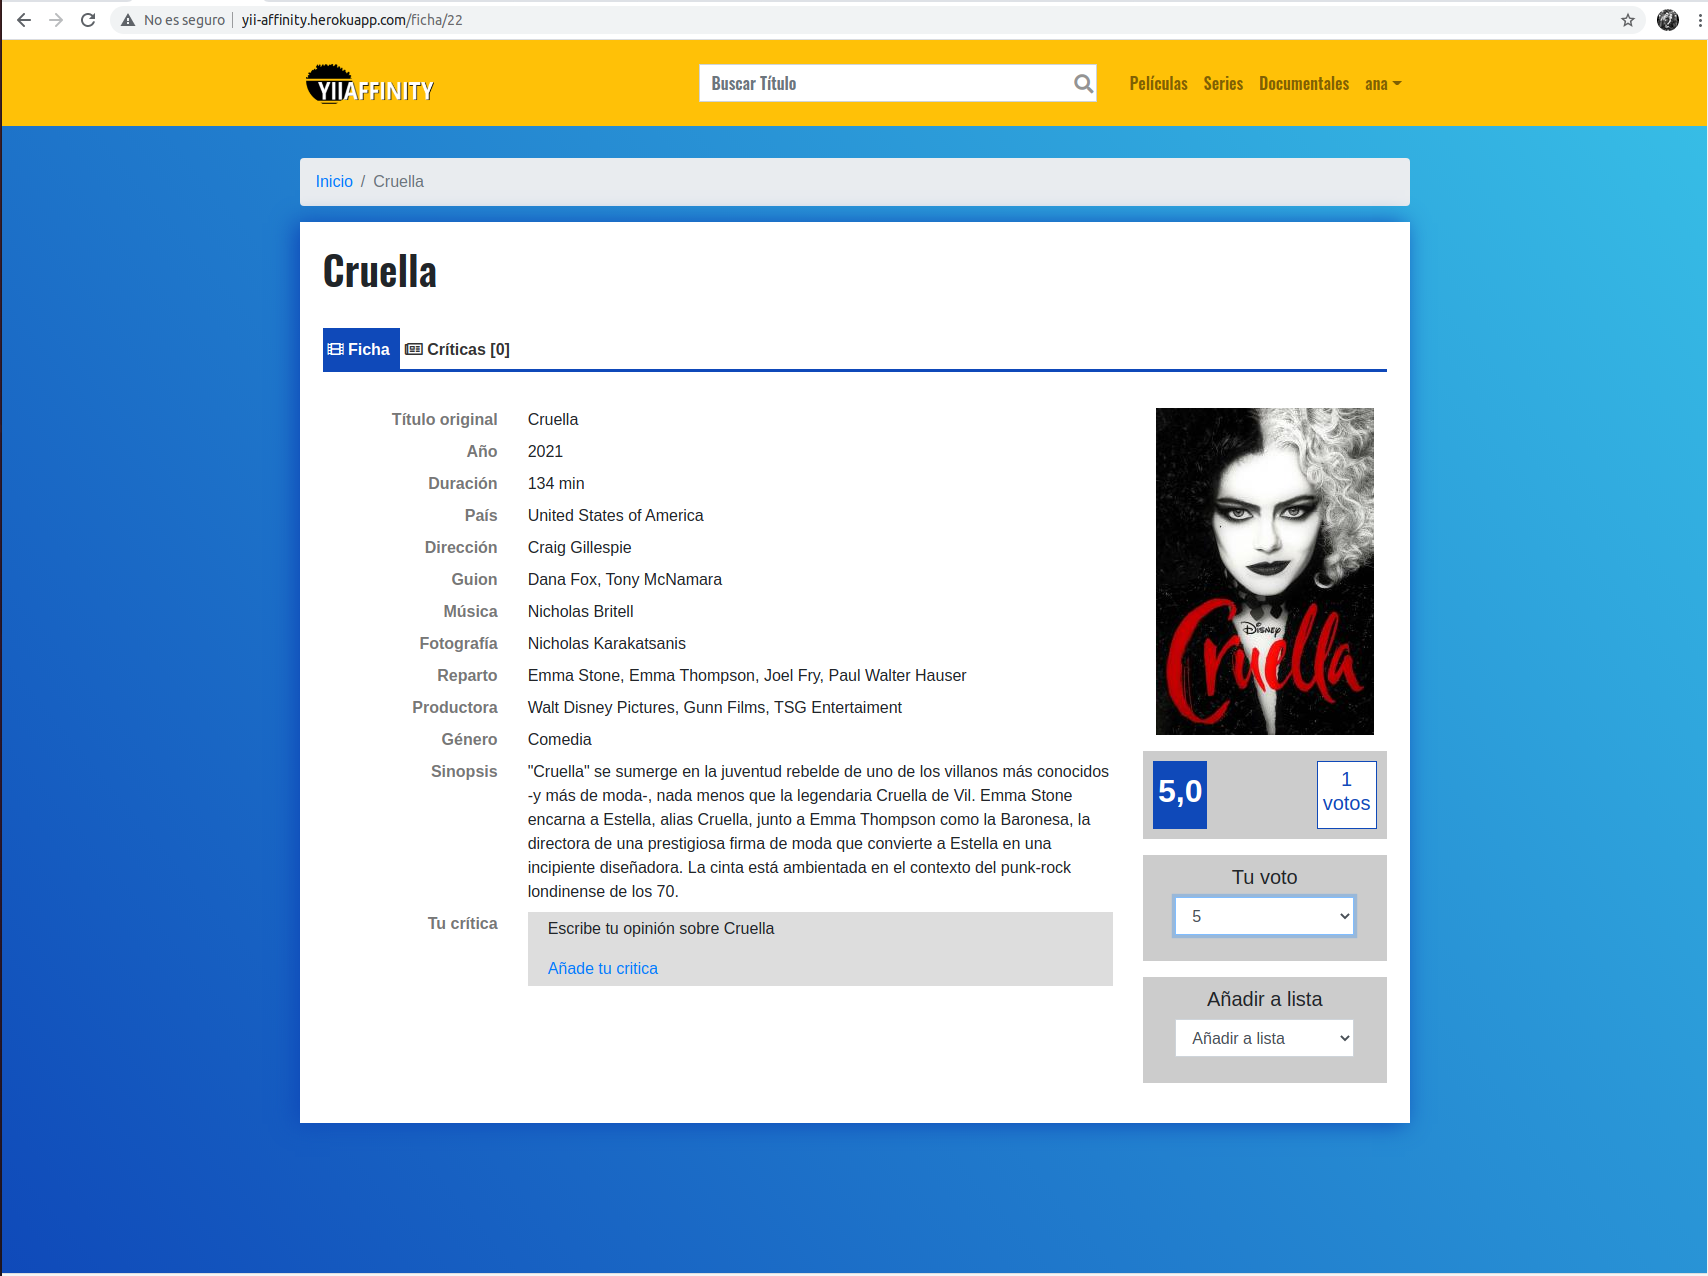 No es seguro
yii-affinity.herokuapp.com/ficha/22
YIIAFFINITY
Buscar Título
Películas Series Documentales ana
Inicio / Cruella
Cruella
Ficha Críticas [0]
Título original Cruella
Año 2021
Duración 134 min
País United States of America
Dirección Craig Gillespie
Guion Dana Fox, Tony McNamara
Música Nicholas Britell
Fotografía Nicholas Karakatsanis
Reparto Emma Stone, Emma Thompson, Joel Fry, Paul Walter Hauser
Productora Walt Disney Pictures, Gunn Films, TSG Entertaiment
Género Comedia
Sinopsis "Cruella" se sumerge en la juventud rebelde de uno de los villanos más conocidos
-y más de moda-, nada menos que la legendaria Cruella de Vil. Emma Stone
encarna a Estella, alias Cruella, junto a Emma Thompson como la Baronesa, la
directora de una prestigiosa firma de moda que convierte a Estella en una
incipiente diseñadora. La cinta está ambientada en el contexto del punk-rock
londinense de los 70.
Tu crítica Escribe tu opinión sobre Cruella
Añade tu critica
Disney
Cruella
5,0
1
votos
Tu voto
5
Añadir a lista
Añadir a lista